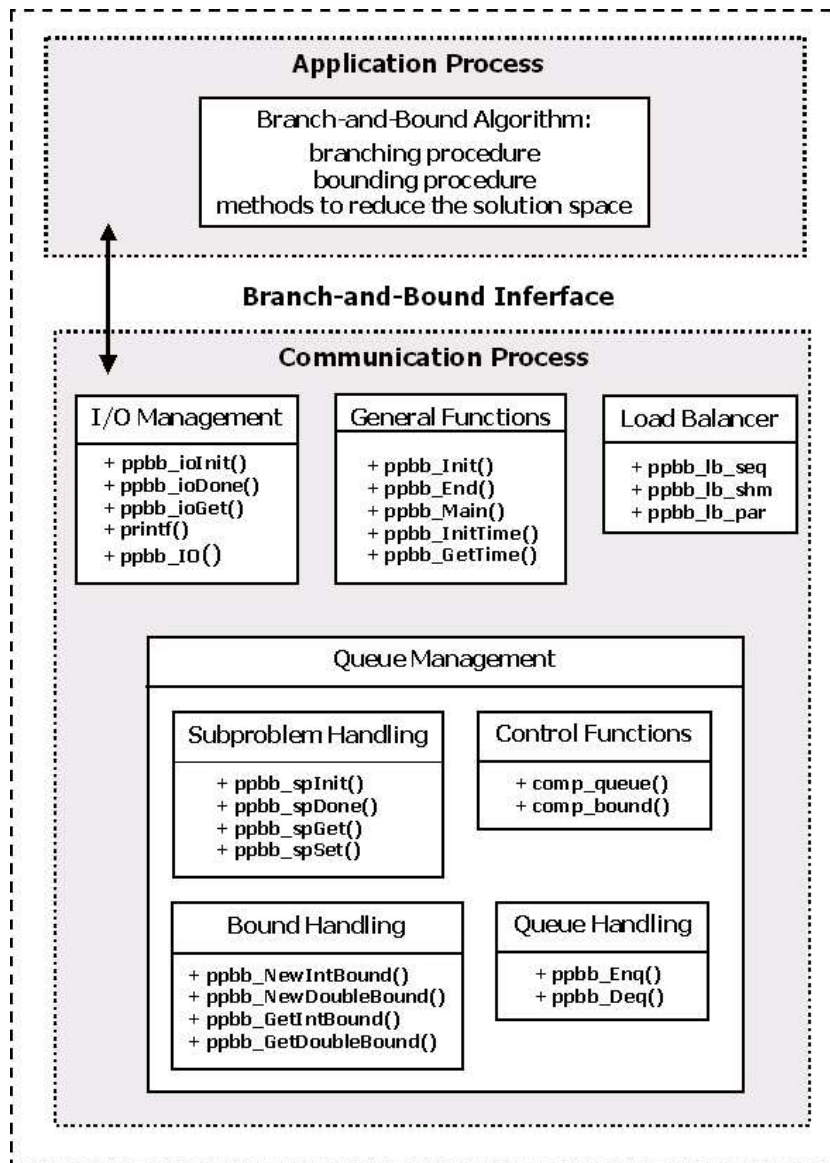 Application Process
Branch-and-Bound Algorithm:
branching procedure
bounding procedure
methods to reduce the solution space
Branch-and-Bound Inferface
Communication Process
I/O Management
+ ppbb_ioInit()
+ ppbb_ioDone()
+ ppbb_ioGet()
+ printf()
+ ppbb_IO()
General Functions
+ ppbb_Init()
+ ppbb_End()
+ ppbb_Main()
+ ppbb_InitTime()
+ ppbb_GetTime()
Load Balancer
+ ppbb_lb_seq
+ ppbb_lb_shm
+ ppbb_lb_par
Queue Management
Subproblem Handling
+ ppbb_spInit()
+ ppbb_spDone()
+ ppbb_spGet()
+ ppbb_spSet()
Control Functions
+ comp_queue()
+ comp_bound()
Bound Handling
+ ppbb_NewIntBound()
+ ppbb_NewDoubleBound()
+ ppbb_GetIntBound()
+ ppbb_GetDoubleBound()
Queue Handling
+ ppbb_Enq()
+ ppbb_Deq()